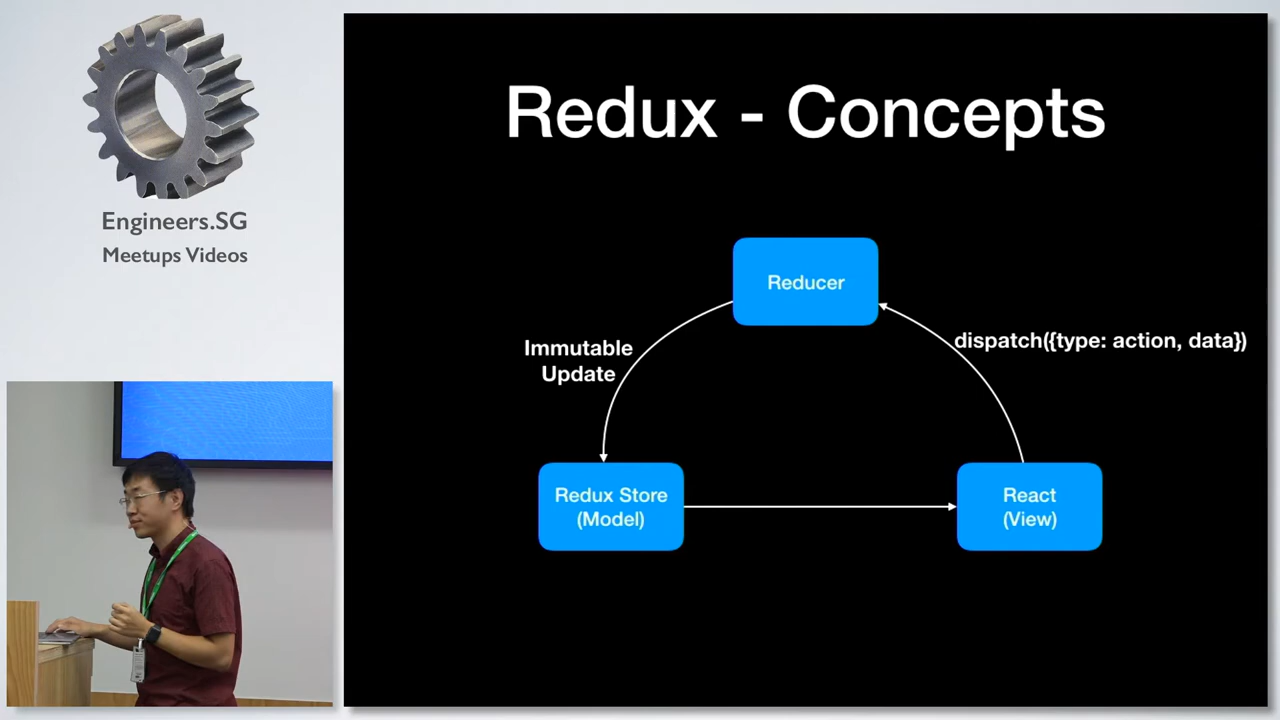 Engineers.SG
Meetups Videos
Redux - Concepts
Reducer
Immutable
Update
dispatch({type: action, data})
Redux Store
(Model)
React
(View)